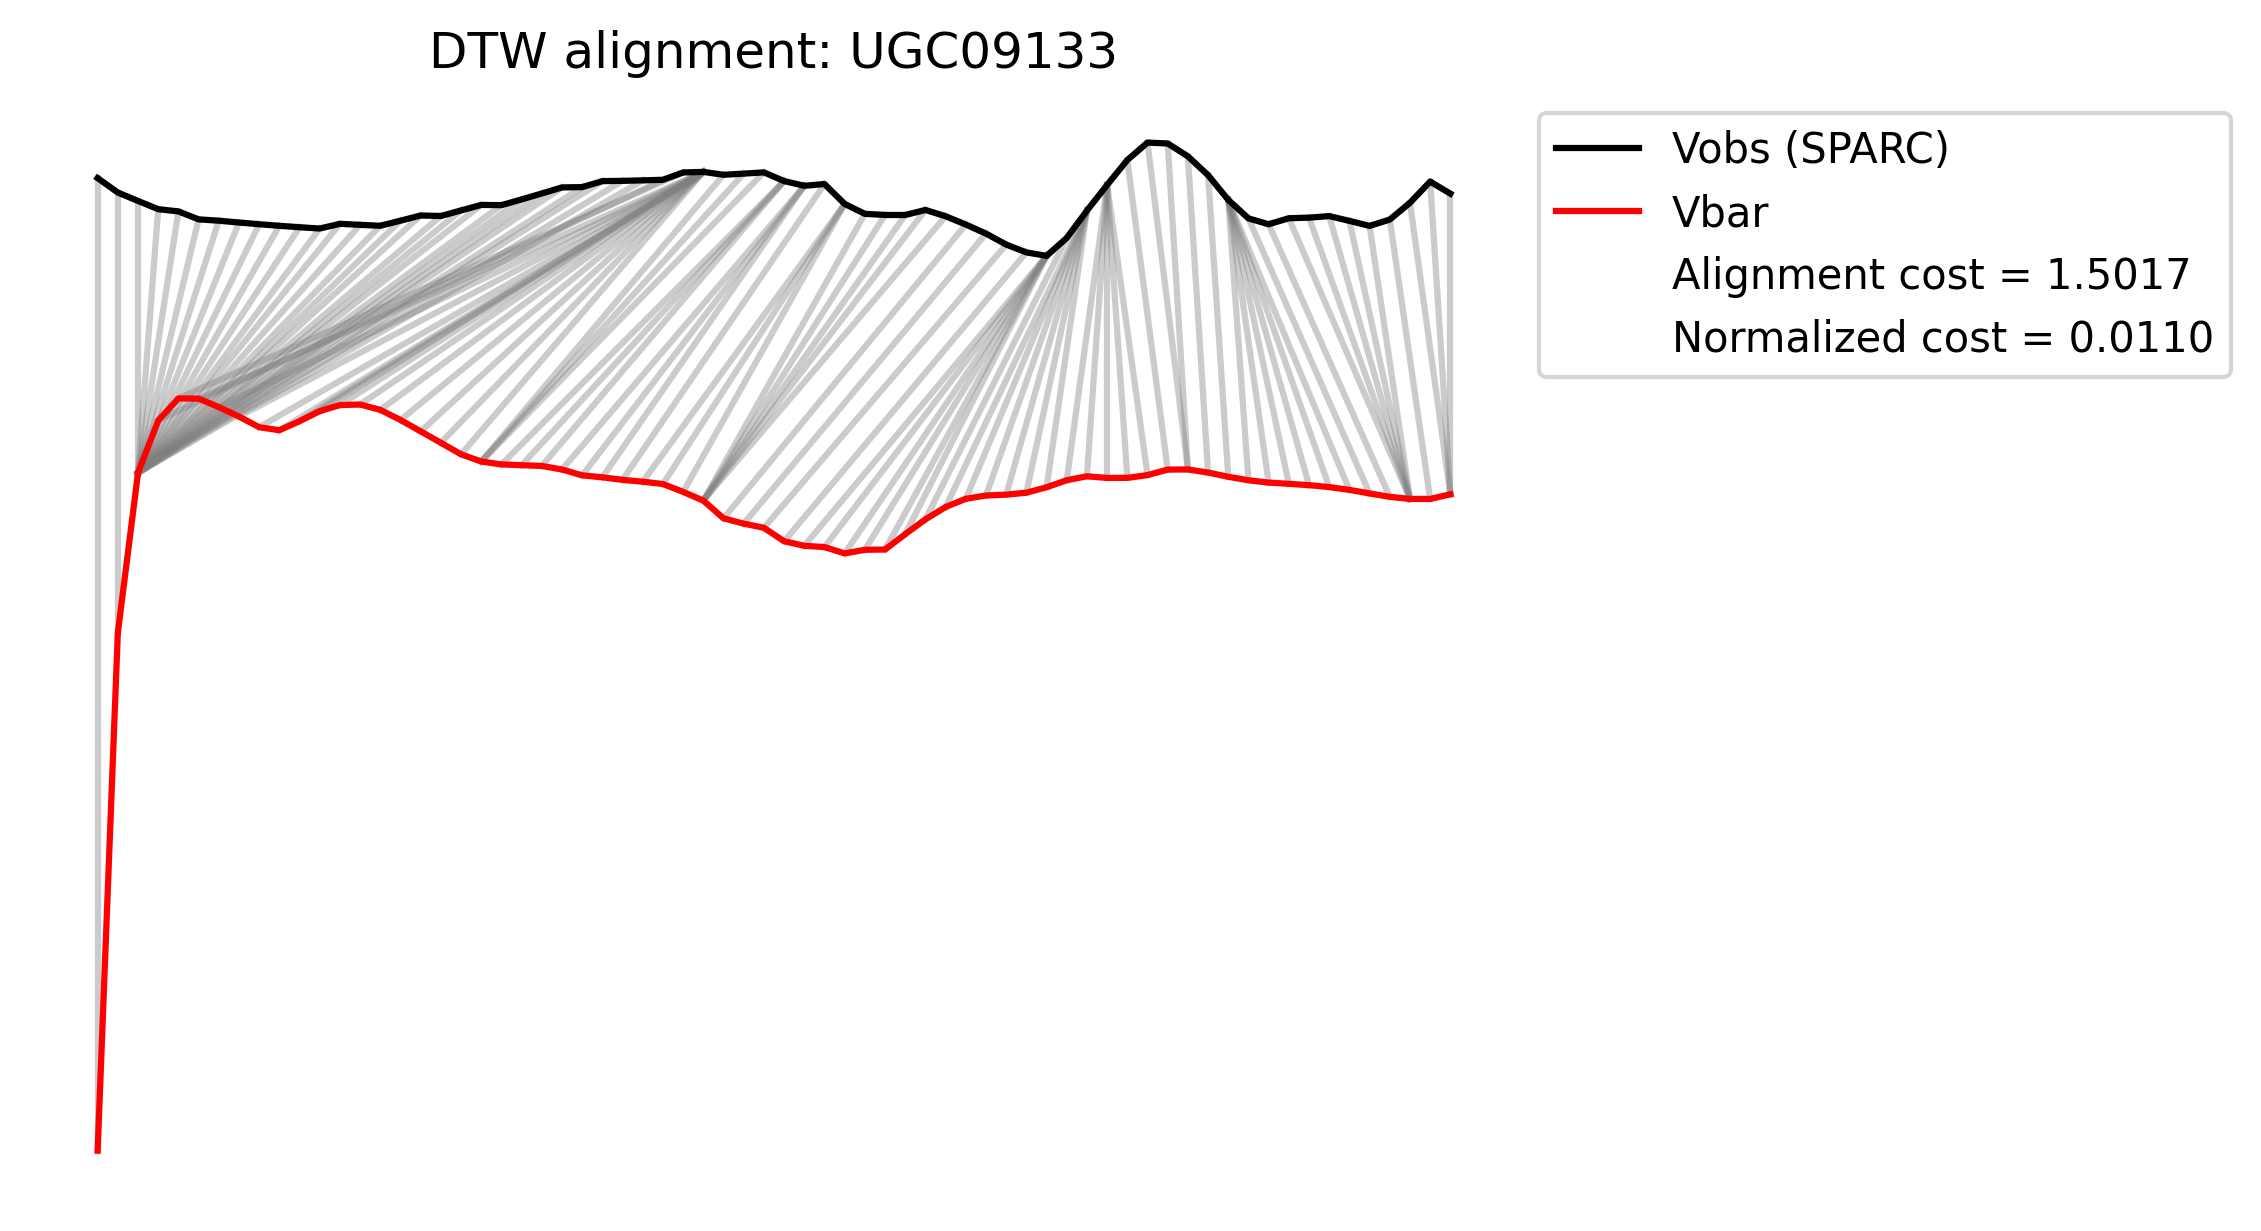 DTW alignment: UGC09133
Vobs (SPARC)
Vbar
Alignment cost = 1.5017
Normalized cost = 0.0110